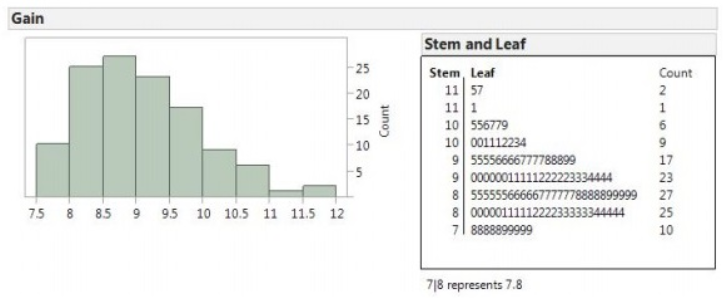 Gain
25
20
15
10
5
Count
7.5 8 8.5 9 9.5 10 10.5 11 11.5 12
Stem and Leaf
Stem Leaf Count
11 57 2
11 1 1
10 556779 6
10 001112234 9
9 55556666777788899 17
9 00000011111222223334444 23
8 555555666667777777888899999 27
8 0000011111222233333344444 25
7 8888899999 10
7|8 represents 7.8